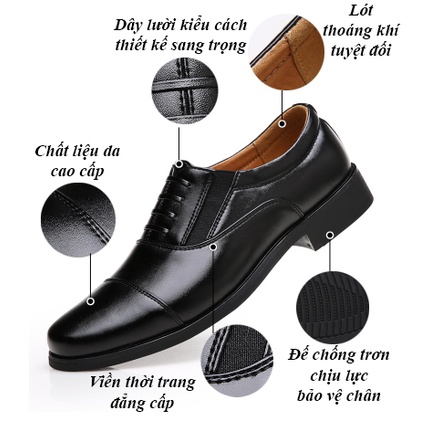 Dây lười kiểu cách
thiết kế sang trọng
Lót
thoáng khí
tuyệt đối
Chất liệu da
cao cấp
Viền thời trang
đẳng cấp
Đế chống trơn
chịu lực
bảo vệ chân